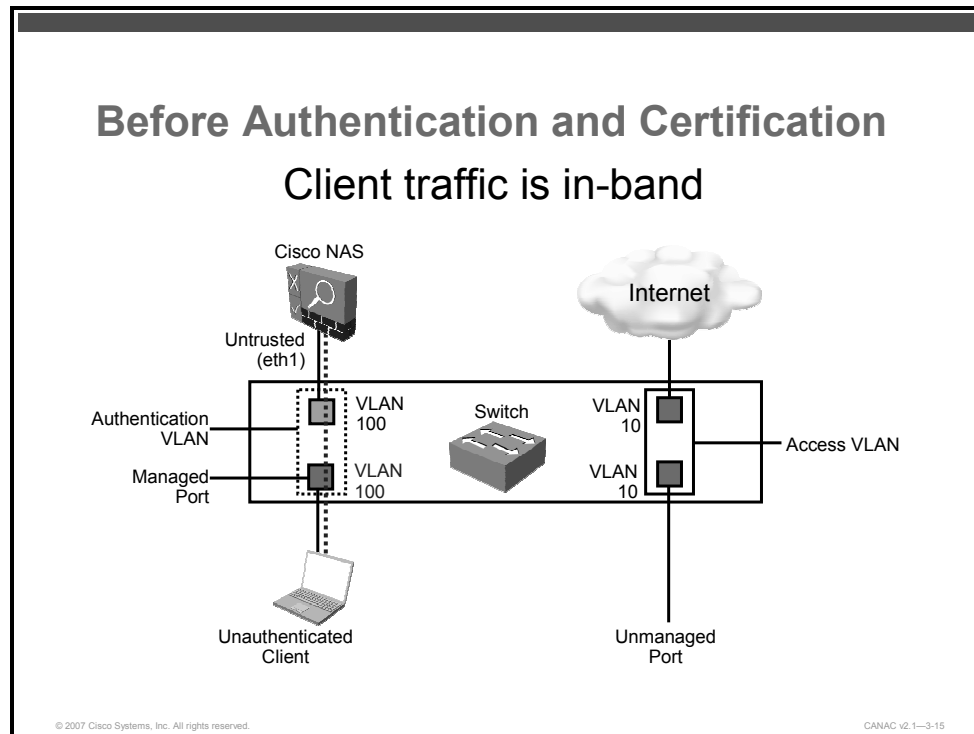 Before Authentication and Certification
Client traffic is in-band
Cisco NAS
Internet
Untrusted
(eth1)
Authentication
VLAN
VLAN
100
Switch
VLAN
10
Access VLAN
Managed
Port
VLAN
100
VLAN
10
Unauthenticated
Client
Unmanaged
Port
© 2007 Cisco Systems, Inc. All rights reserved.
CANAC v2.1—3-15